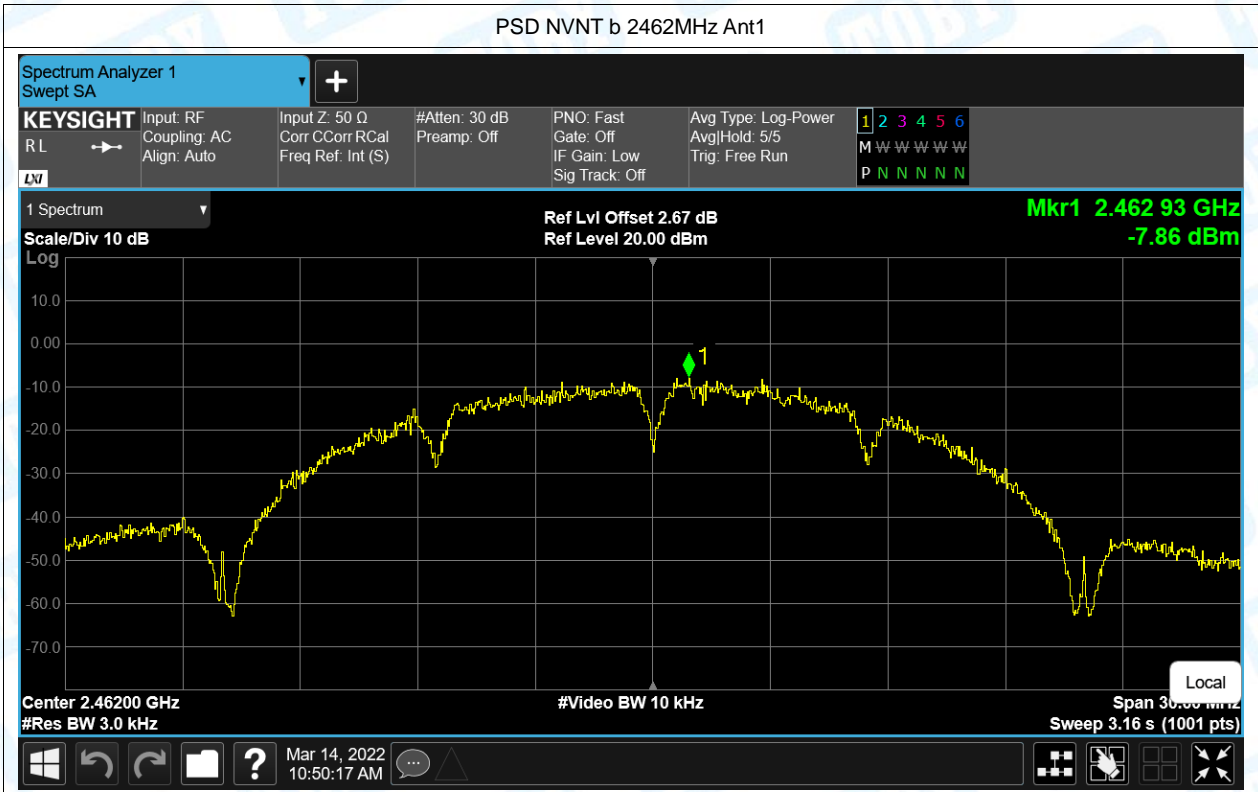 PSD NVNT b 2462MHz Ant1
Spectrum Analyzer 1
Swept SA
+
KEYSIGHT
R L
LXI
Input: RF
Coupling: AC
Align: Auto
Input Z: 50 Ω
Corr CCorr RCal
Freq Ref: Int (S)
#Atten: 30 dB
Preamp: Off
PNO: Fast
Gate: Off
IF Gain: Low
Sig Track: Off
Avg Type: Log-Power
Avg|Hold: 5/5
Trig: Free Run
1 2 3 4 5 6
M W W W W W
P N N N N N
1 Spectrum
Scale/Div 10 dB
Ref Lvl Offset 2.67 dB
Ref Level 20.00 dBm
Mkr1 2.462 93 GHz
-7.86 dBm
Log
10.0
0.00
-10.0
-20.0
-30.0
-40.0
-50.0
-60.0
-70.0
1
Center 2.46200 GHz
#Res BW 3.0 kHz
#Video BW 10 kHz
Local
Span 30.00 MHz
Sweep 3.16 s (1001 pts)
?
Mar 14, 2022
10:50:17 AM